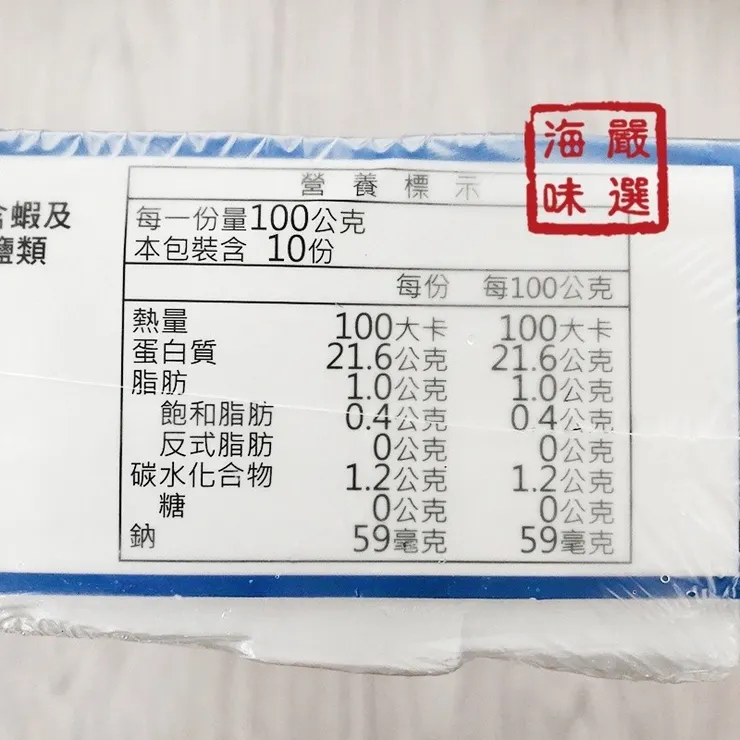 嚴選
海味
含蝦及
鹽類
營養標示
每一份量100公克
本包裝含 10份
每份 每100公克
熱量 100大卡 100大卡
蛋白質 21.6公克 21.6公克
脂肪 1.0公克 1.0公克
飽和脂肪 0.4公克 0.4公克
反式脂肪 0公克 0公克
碳水化合物 1.2公克 1.2公克
糖 0公克 0公克
鈉 59毫克 59毫克